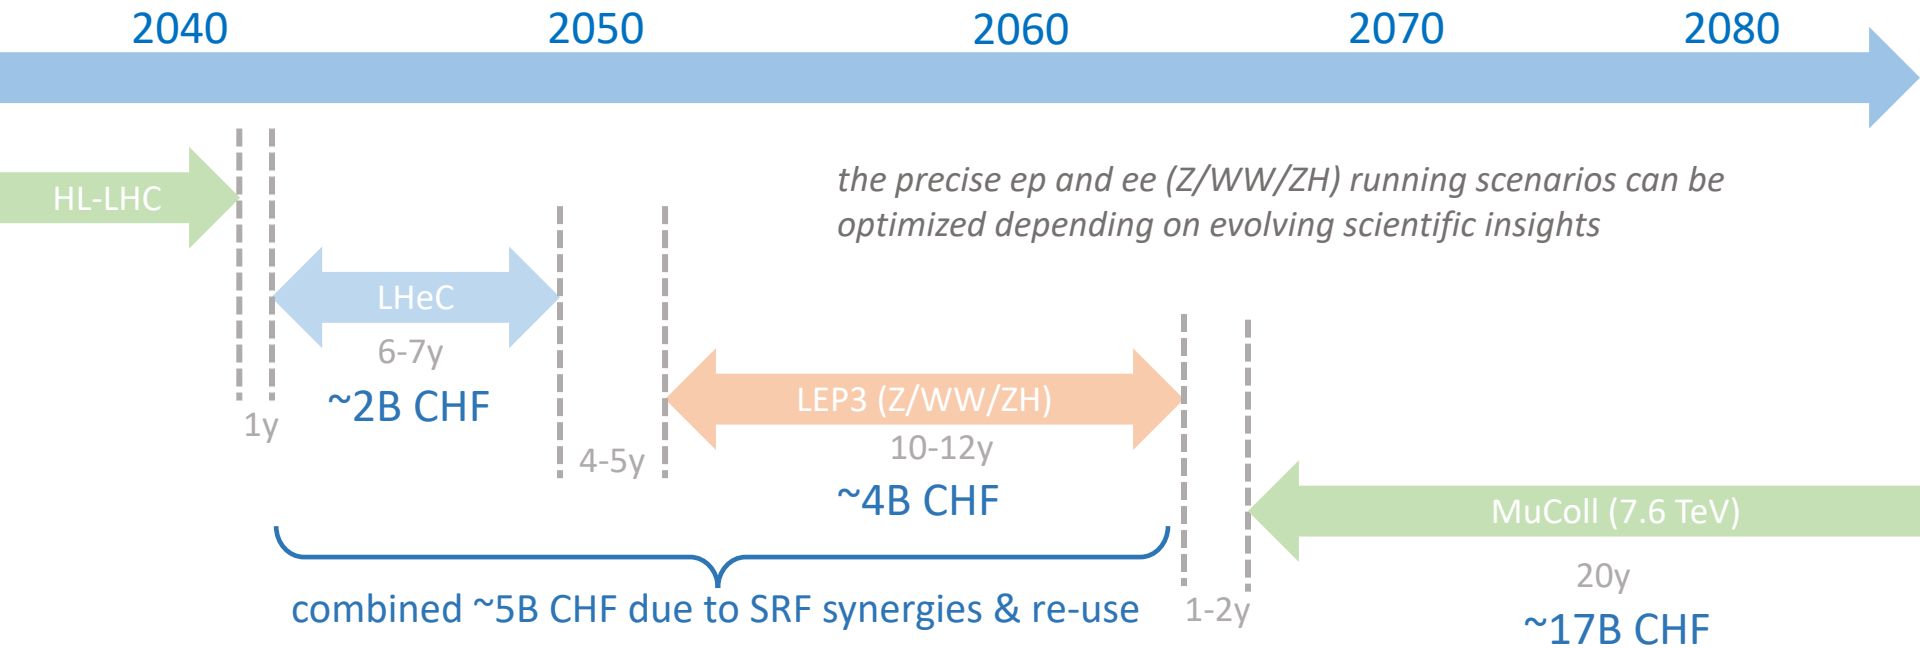 2040
2050
2060
2070
2080
HL-LHC
the precise ep and ee (Z/WW/ZH) running scenarios can be
optimized depending on evolving scientific insights
LHeC
6-7y
~2B CHF
1y
4-5y
LEP3 (Z/WW/ZH)
10-12y
~4B CHF
combined ~5B CHF due to SRF synergies & re-use
1-2y
MuColl (7.6 TeV)
20y
~17B CHF